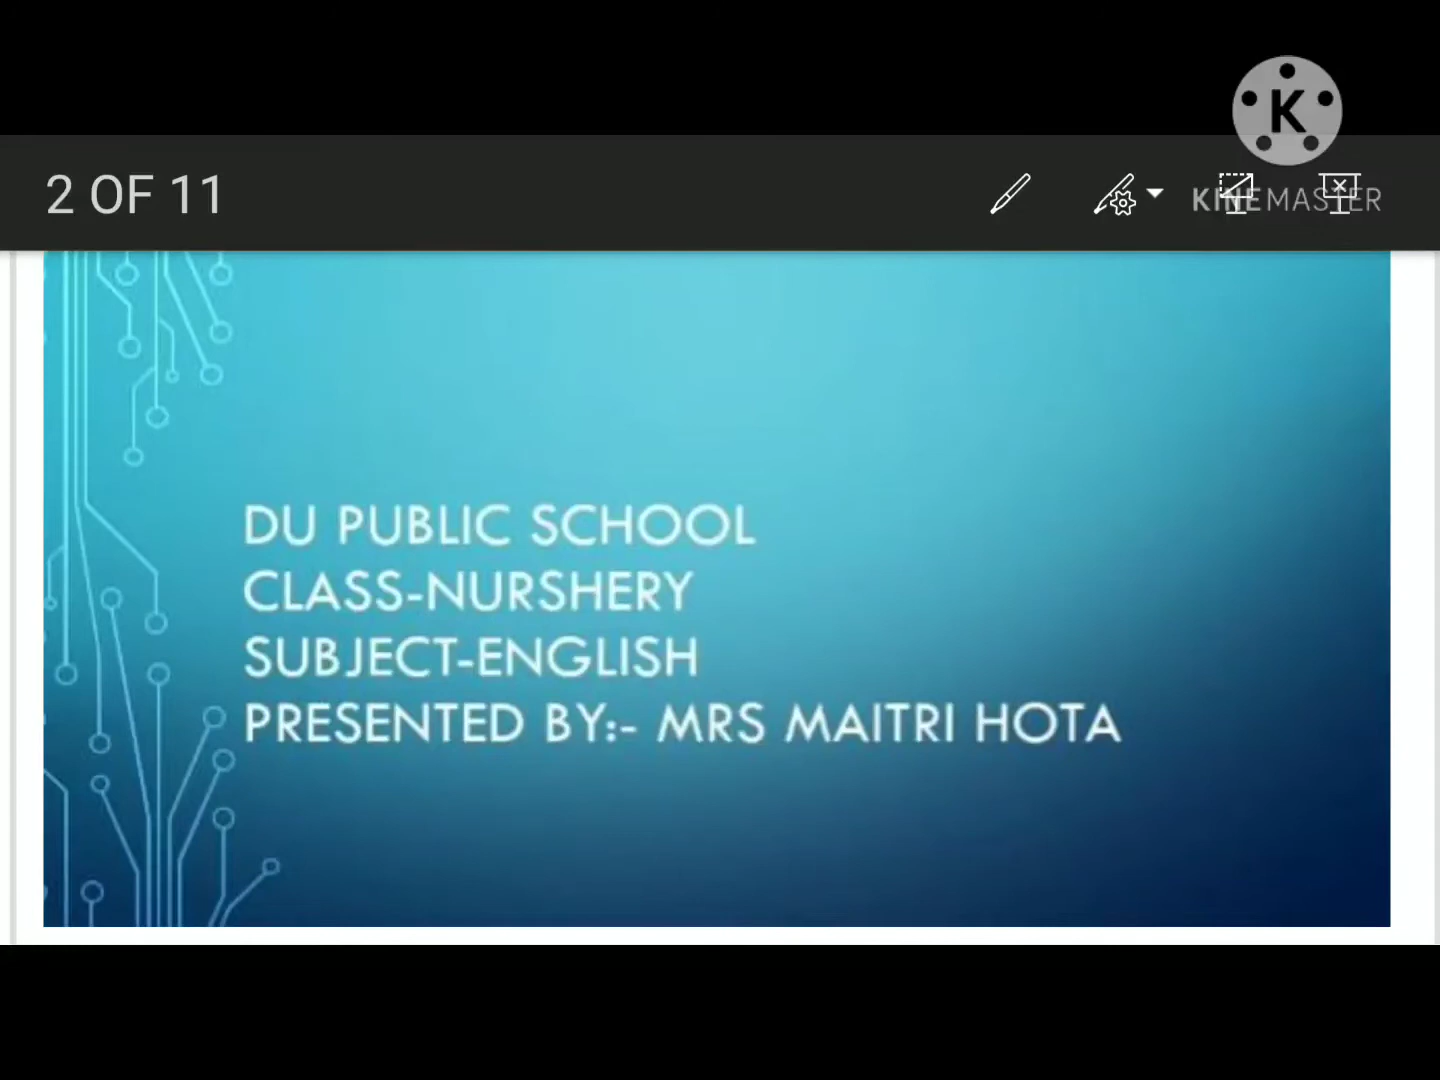 K
2 OF 11
KINEMASTER
DU PUBLIC SCHOOL
CLASS-NURSHERY
SUBJECT-ENGLISH
PRESENTED BY:- MRS MAITRI HOTA